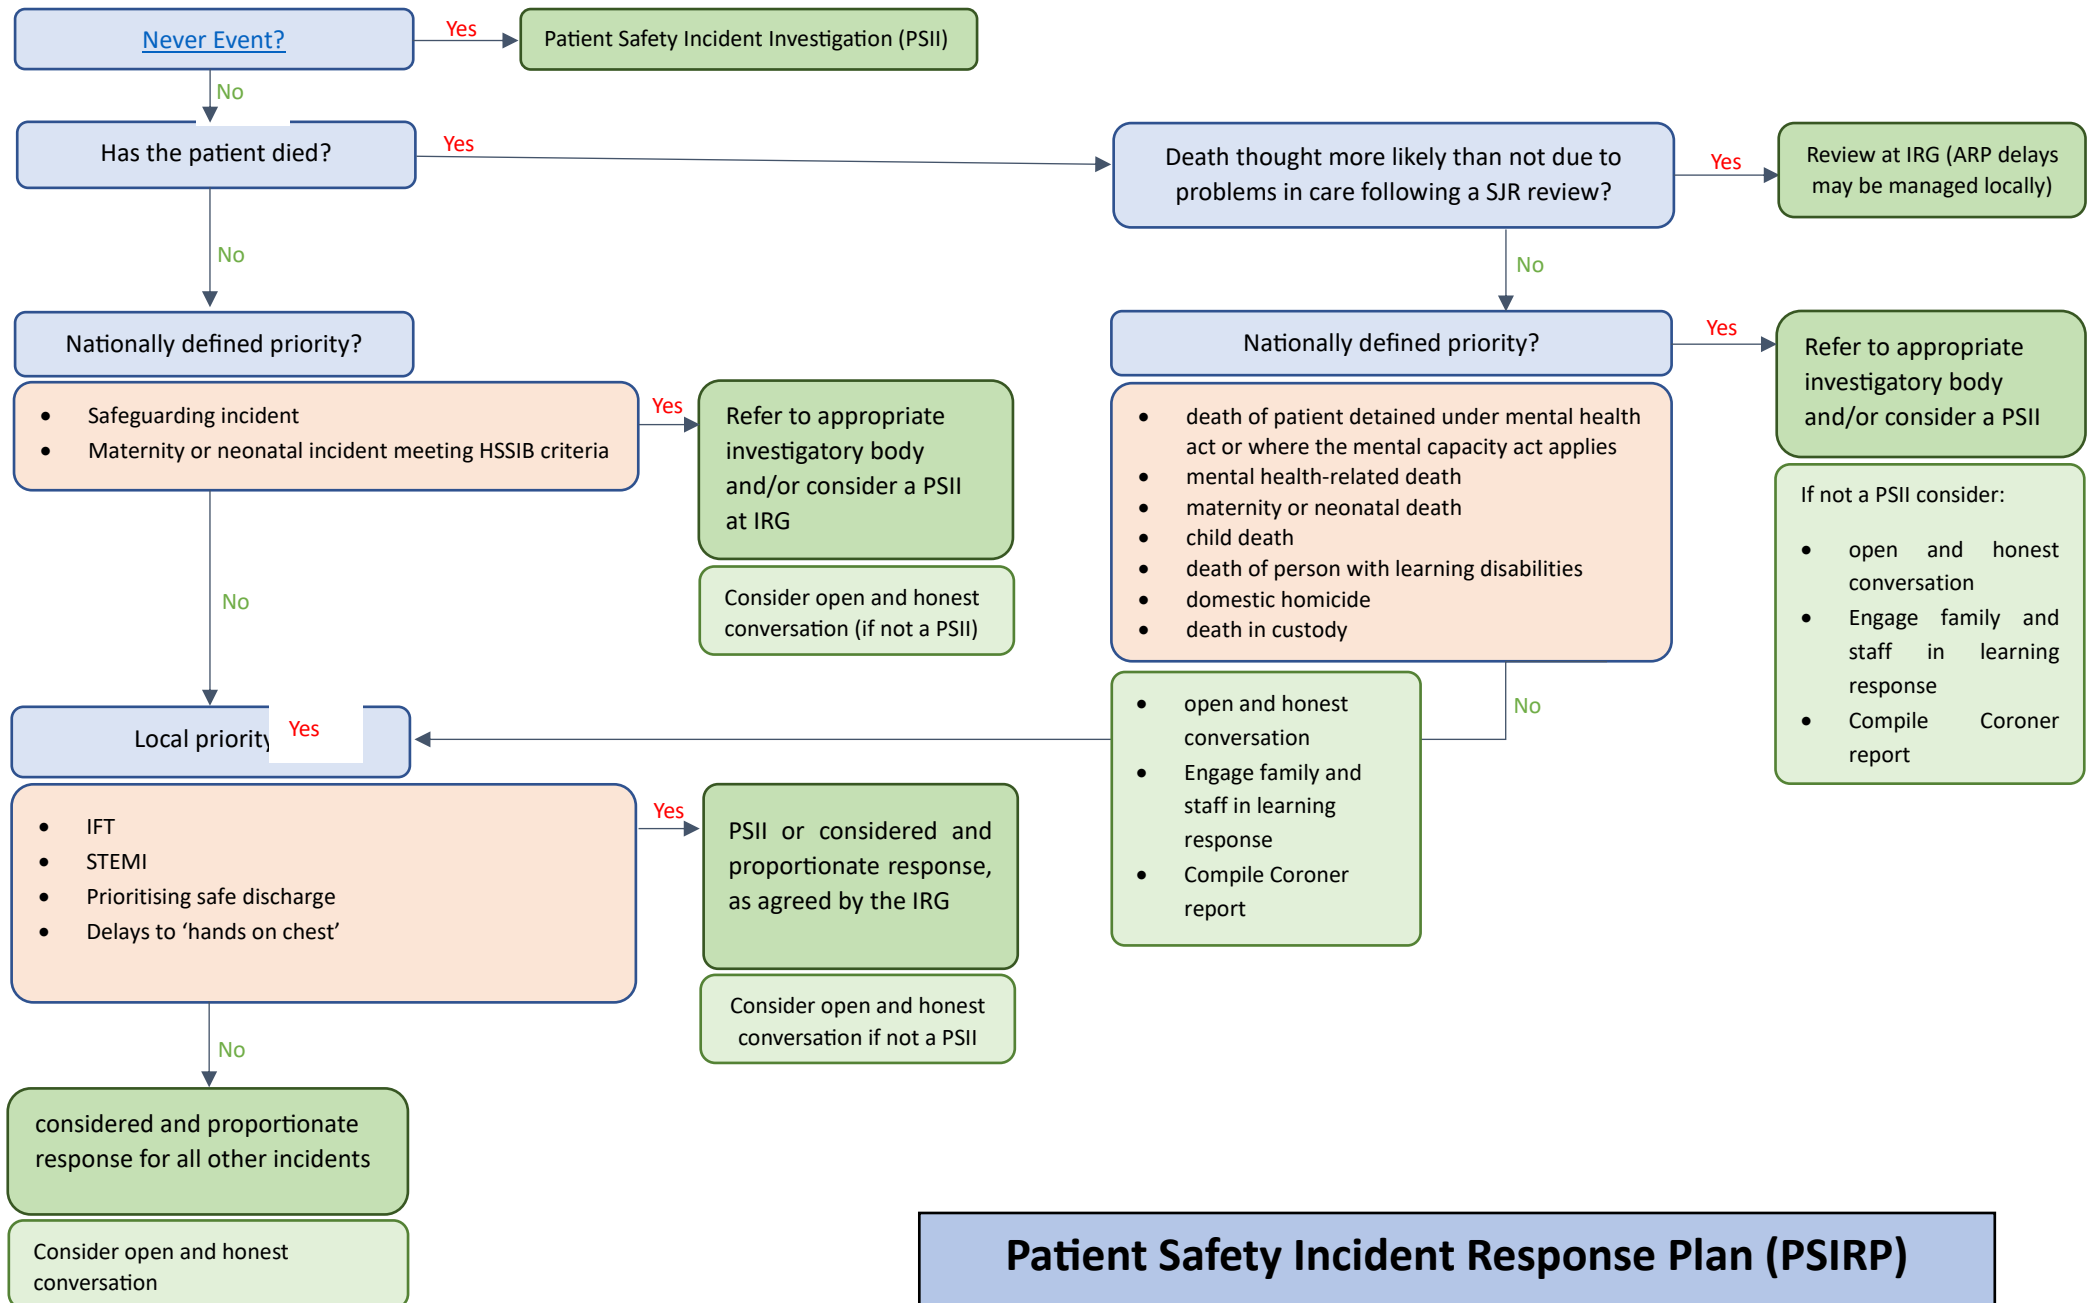 Never Event?
Yes
Patient Safety Incident Investigation (PSII)
No
Has the patient died?
Yes
Death thought more likely than not due to
problems in care following a SJR review?
Yes
Review at IRG (ARP delays
may be managed locally)
No
No
Nationally defined priority?
• Safeguarding incident
• Maternity or neonatal incident meeting HSSIB criteria
Yes
Refer to appropriate
investigatory body
and/or consider a PSII
at IRG
Consider open and honest
conversation (if not a PSII)
No
Nationally defined priority?
• death of patient detained under mental health
act or where the mental capacity act applies
• mental health-related death
• maternity or neonatal death
• child death
• death of person with learning disabilities
• domestic homicide
• death in custody
Yes
Refer to appropriate
investigatory body
and/or consider a PSII
If not a PSII consider:
• open and honest
conversation
• Engage family and
staff in learning
response
• Compile Coroner
report
No
• open and honest
conversation
• Engage family and
staff in learning
response
• Compile Coroner
report
Local priority
Yes
• IFT
• STEMI
• Prioritising safe discharge
• Delays to ‘hands on chest’
Yes
PSII or considered and
proportionate response,
as agreed by the IRG
Consider open and honest
conversation if not a PSII
No
considered and proportionate
response for all other incidents
Consider open and honest
conversation
Patient Safety Incident Response Plan (PSIRP)